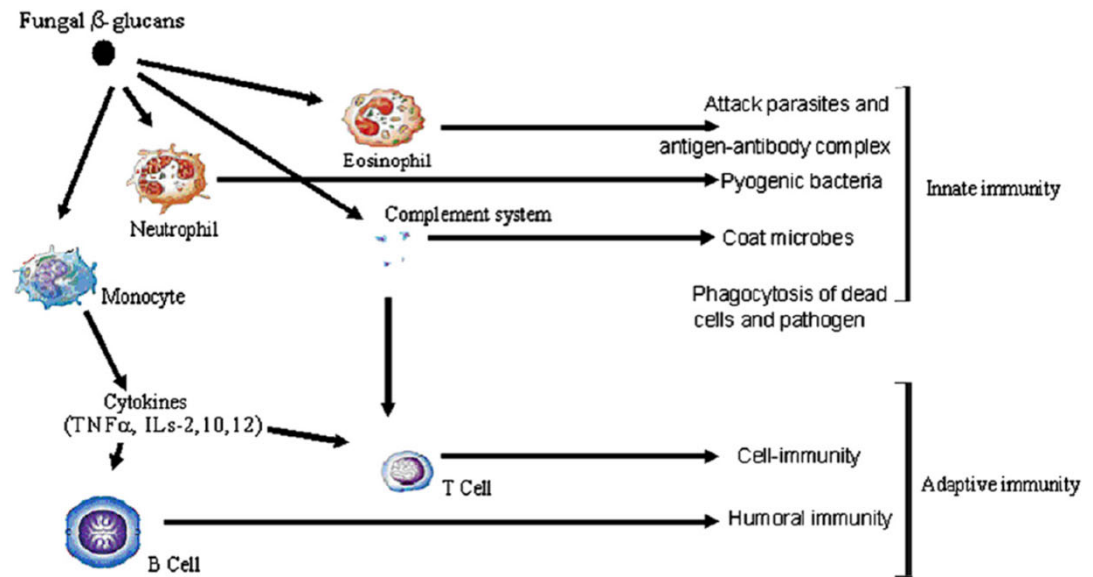 Fungal β-glucans
Attack parasites and
antigen-antibody complex
Eosinophil
Pyogenic bacteria
Innate immunity
Neutrophil
Complement system
Coat microbes
Monocyte
Phagocytosis of dead
cells and pathogen
Cytokines
(TNFα, ILs-2,10,12)
Cell-immunity
T Cell
Adaptive immunity
Humoral immunity
B Cell